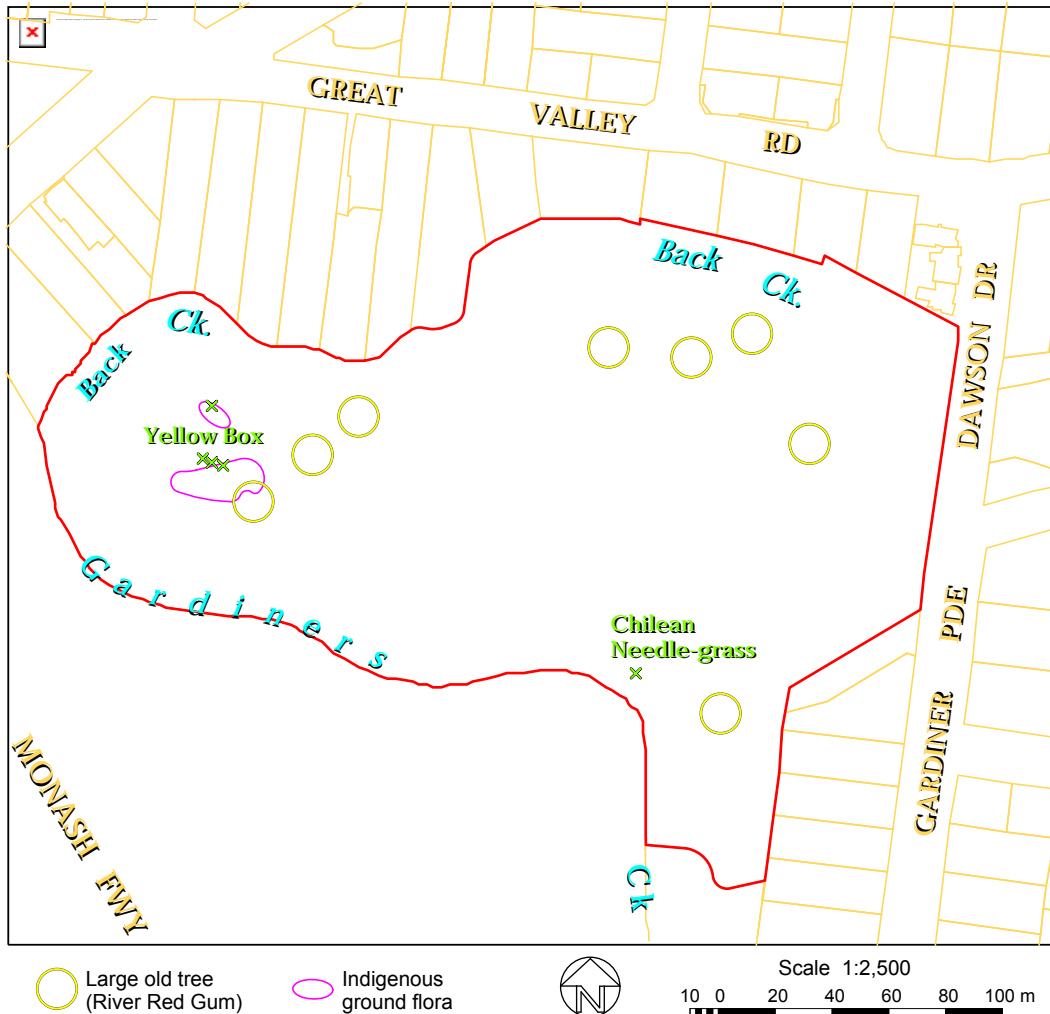 GREAT VALLEY RD
Back Ck.
DAWSON DR
Ck.
Back
Yellow Box
Gardiners
Chilean
Needle-grass
PDE
GARDINER
MONASH FWY
Ck
Large old tree
(River Red Gum)
Indigenous
ground flora
N
Scale 1:2,500
10 0 20 40 60 80 100 m